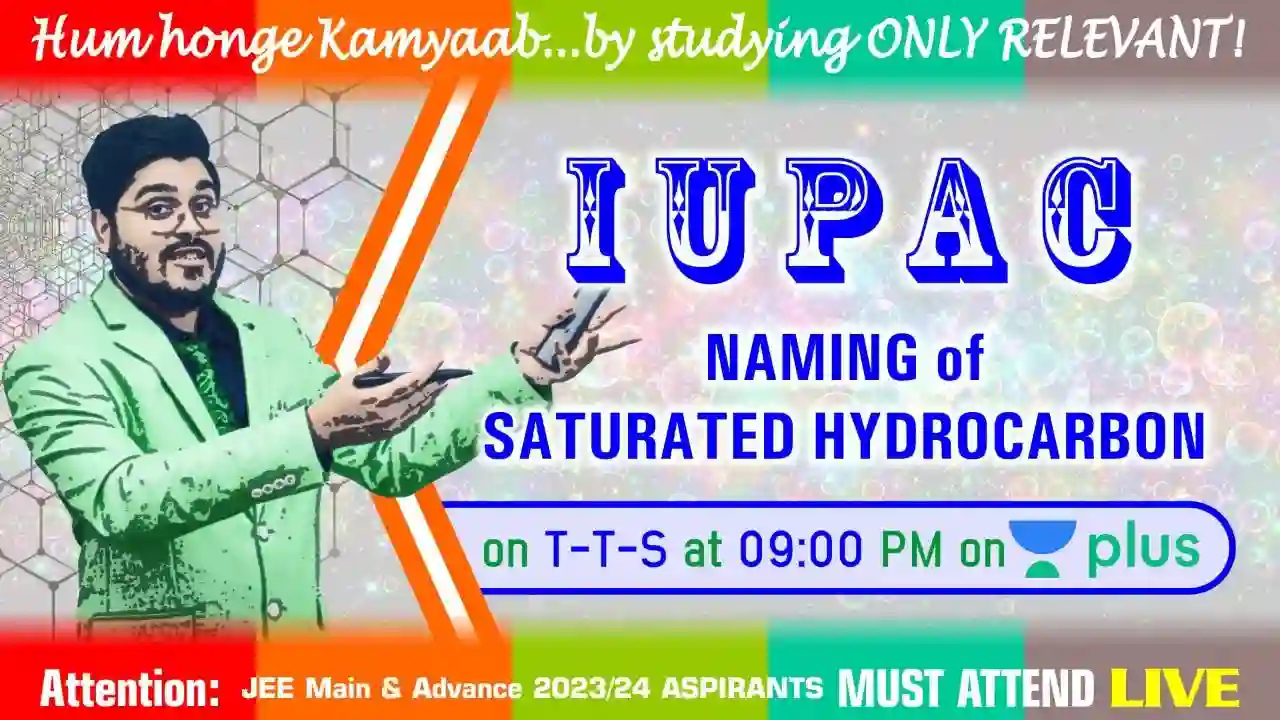 Hum honge Kamyaab...by studying ONLY RELEVANT!
IUPAC
NAMING of
SATURATED HYDROCARBON
on T-T-S at 09:00 PM on plus
Attention: JEE Main & Advance 2023/24 ASPIRANTS MUST ATTEND LIVE